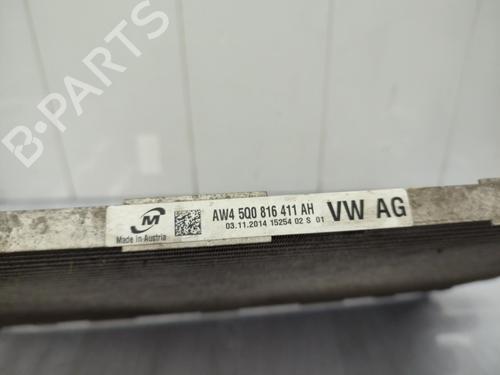 B-PARTS
M
Made in Austria
AW4 5Q0 816 411 AH
03.11.2014 15254 02 S 01
VW AG